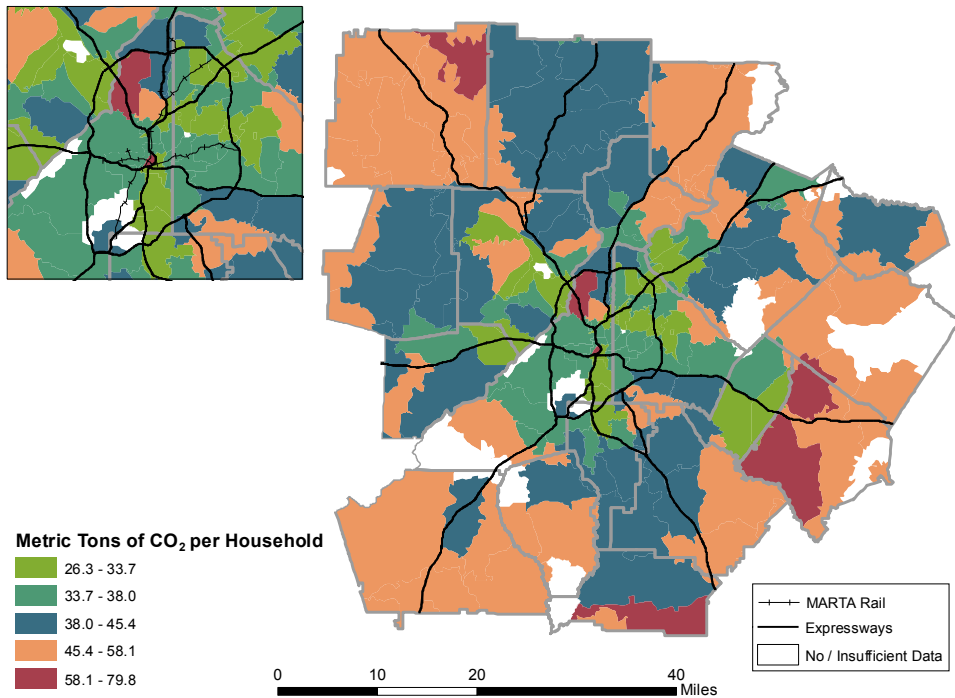 Metric Tons of CO₂ per Household
26.3 - 33.7
33.7 - 38.0
38.0 - 45.4
45.4 - 58.1
58.1 - 79.8
MARTA Rail
Expressways
No / Insufficient Data
0 10 20 40
Miles